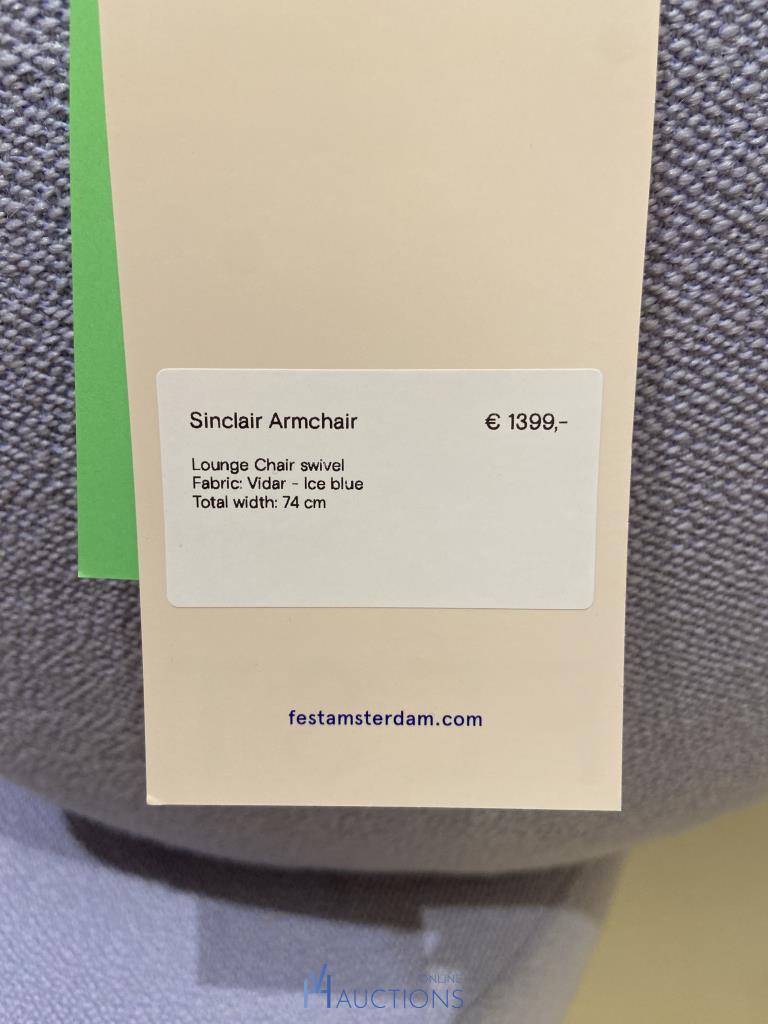 Sinclair Armchair € 1399,-
Lounge Chair swivel
Fabric: Vidar - Ice blue
Total width: 74 cm
festamsterdam.com
ONLINE
AUCTIONS